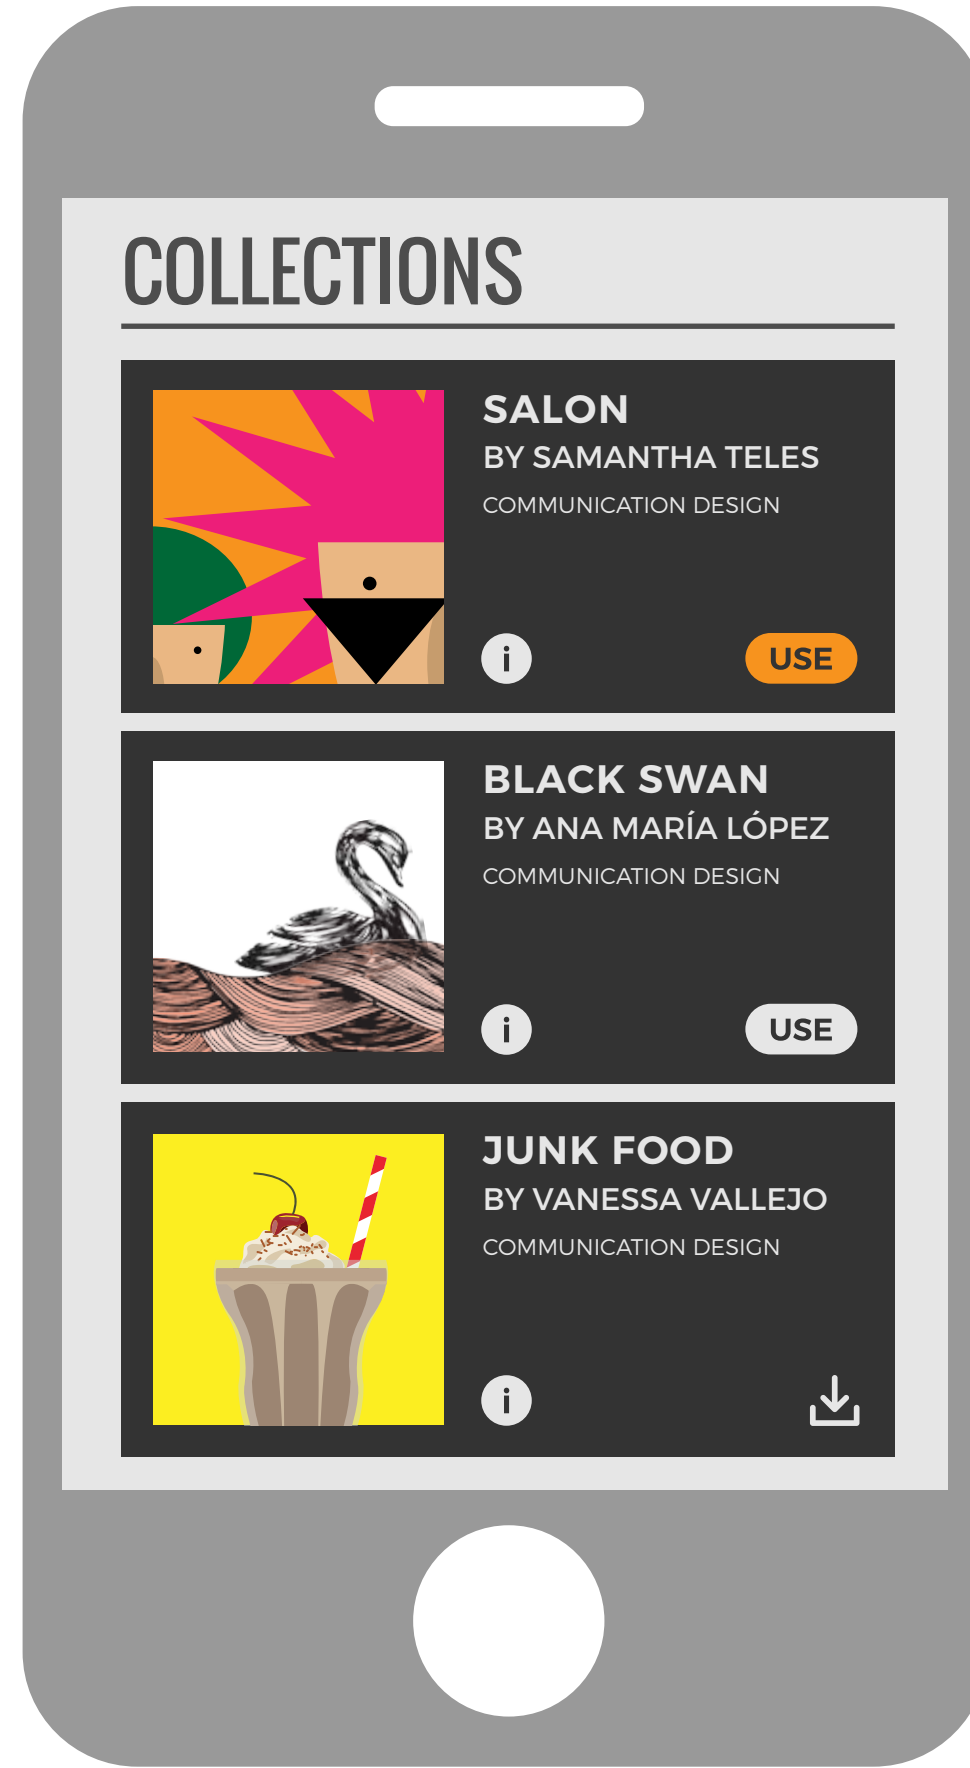 COLLECTIONS
SALON
BY SAMANTHA TELES
COMMUNICATION DESIGN
i
USE
BLACK SWAN
BY ANA MARÍA LÓPEZ
COMMUNICATION DESIGN
i
USE
JUNK FOOD
BY VANESSA VALLEJO
COMMUNICATION DESIGN
i